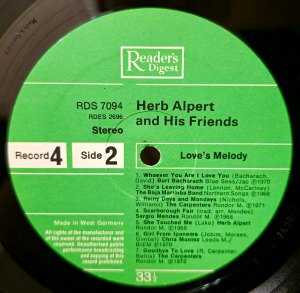 Reader's
Digest
RDS 7094
RDES 2696
Stereo
Herb Alpert
and His Friends
Record 4
Side 2
Love's Melody
1. Whoever You Are I Love You (Bacharach,
David) Burt Bacharach Blue Seas/Jac ℗1970
2. She's Leaving Home (Lennon, McCartney)
The Baja Marimba Band Northern Songs ℗1968
3. Rainy Days and Mondays (Nichols,
Williams) The Carpenters Rondor M. ℗1971
4. Scarborough Fair (trad. arr. Mendes)
Sergio Mendes ℗1968
5. She Touched Me (Lake) Herb Alpert
Rondor M. ℗1968
6. Girl From Ipanema (Jobim, Moraes,
Gimbel) Chris Montez Leeds M./
BIEM ℗1970
7. Goodbye To Love (R. Carpenter,
Bettis) The Carpenters
Rondor M. ℗1972
Made in West Germany
All rights of the manufacturer and
of the owner of the recorded work
reserved. Unauthorised public
performance broadcasting
and copying of this
record prohibited.
33⅓